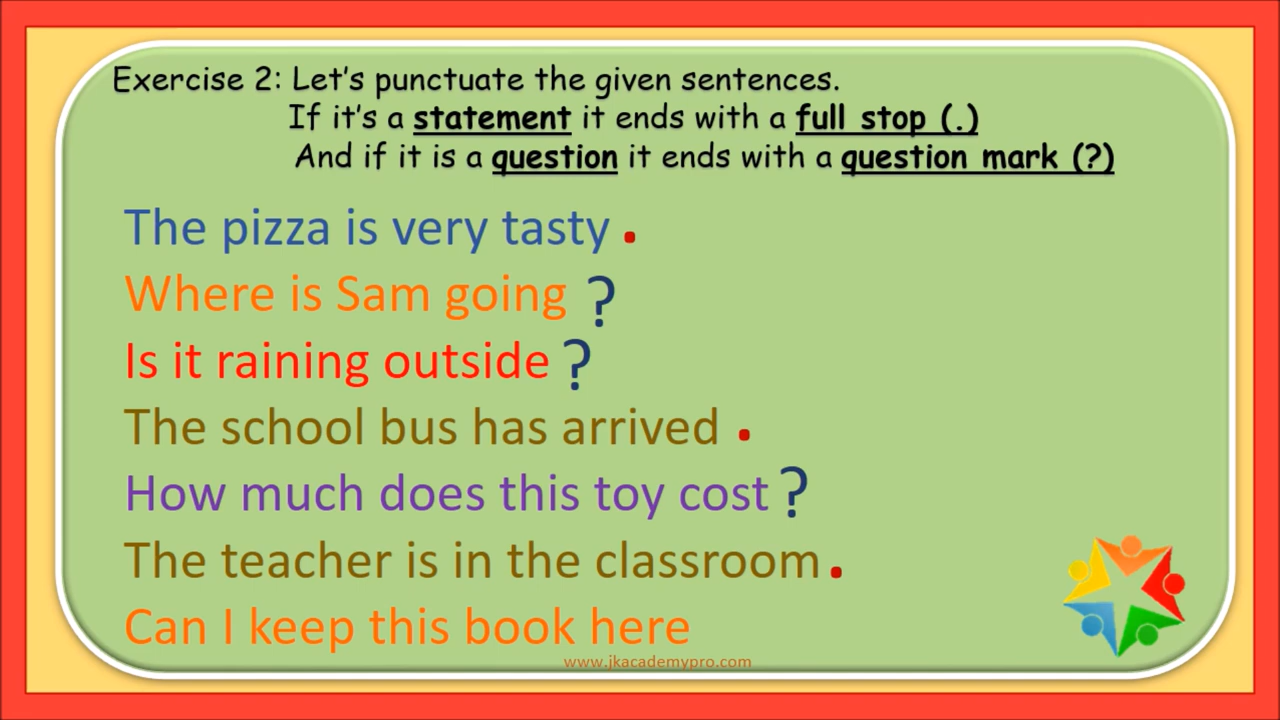 Exercise 2: Let's punctuate the given sentences.
If it's a statement it ends with a full stop (.)
And if it is a question it ends with a question mark (?)
The pizza is very tasty .
Where is Sam going ?
Is it raining outside ?
The school bus has arrived .
How much does this toy cost ?
The teacher is in the classroom .
Can I keep this book here
www.jkacademypro.com